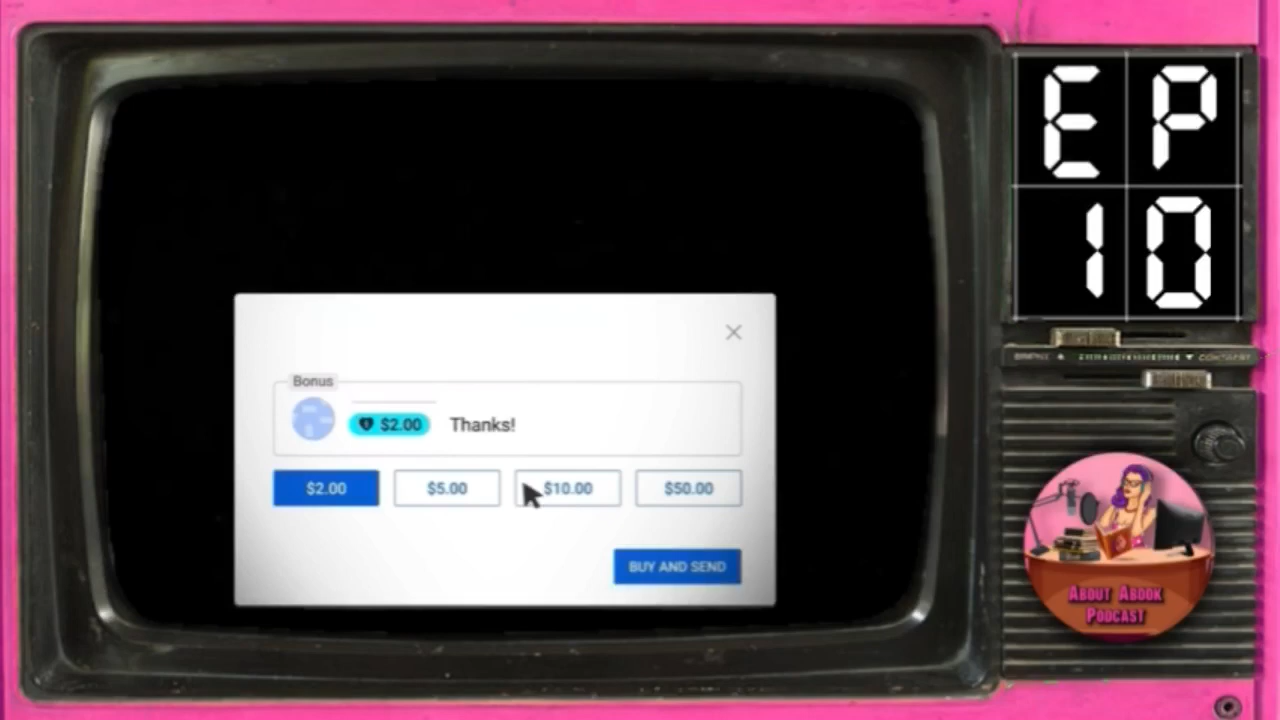 EP
10
Bonus
$2.00 Thanks!
$2.00 $5.00 $10.00 $50.00
BUY AND SEND
ABOUT ABOOK
PODCAST